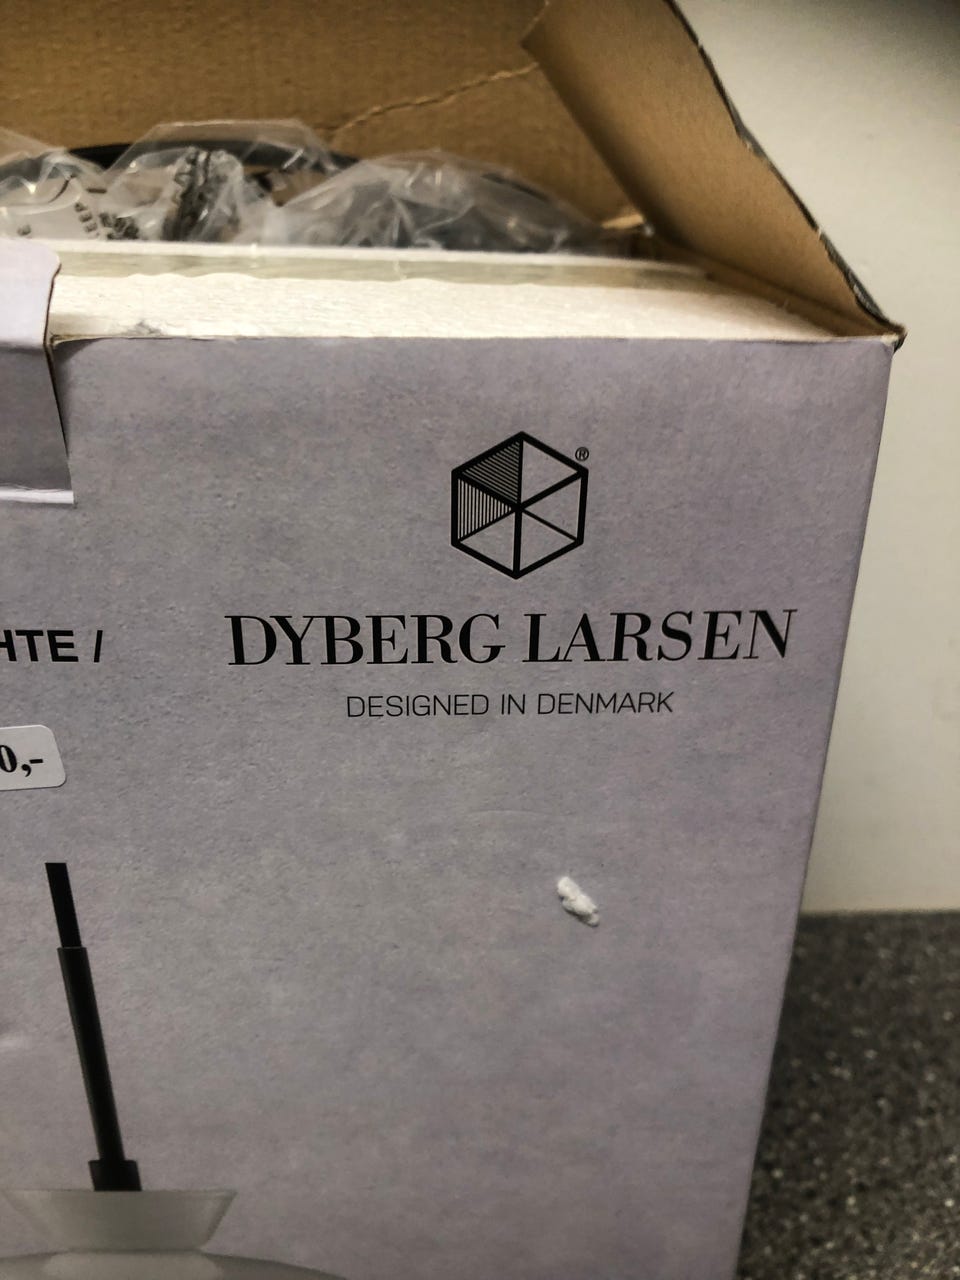 ®
DYBERG LARSEN
DESIGNED IN DENMARK
HTE /
0,-